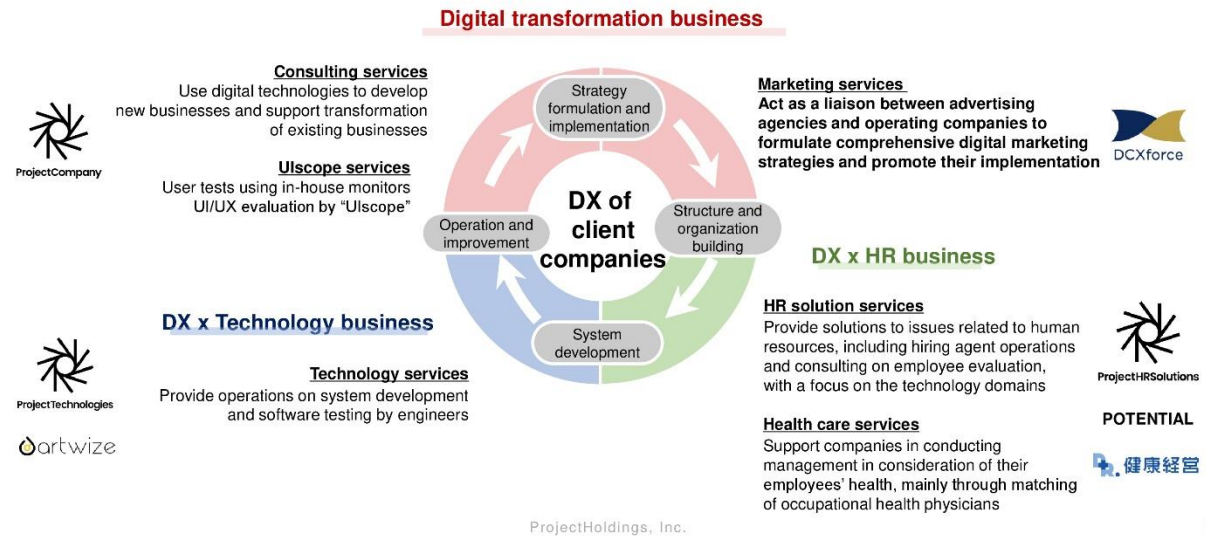 Digital transformation business
Consulting services
Use digital technologies to develop
new businesses and support transformation
of existing businesses
ProjectCompany
UIscope services
User tests using in-house monitors
UI/UX evaluation by “UIscope”
Strategy
formulation and
implementation
Structure and
organization
building
System
development
Operation and
improvement
DX of
client
companies
Marketing services
Act as a liaison between advertising
agencies and operating companies to
formulate comprehensive digital marketing
strategies and promote their implementation
DCXforce
DX x Technology business
Technology services
Provide operations on system development
and software testing by engineers
ProjectTechnologies
artwize
DX x HR business
HR solution services
Provide solutions to issues related to human
resources, including hiring agent operations
and consulting on employee evaluation,
with a focus on the technology domains
ProjectHRSolutions
Health care services
Support companies in conducting
management in consideration of their
employees’ health, mainly through matching
of occupational health physicians
POTENTIAL
DR.健康経営
ProjectHoldings, Inc.